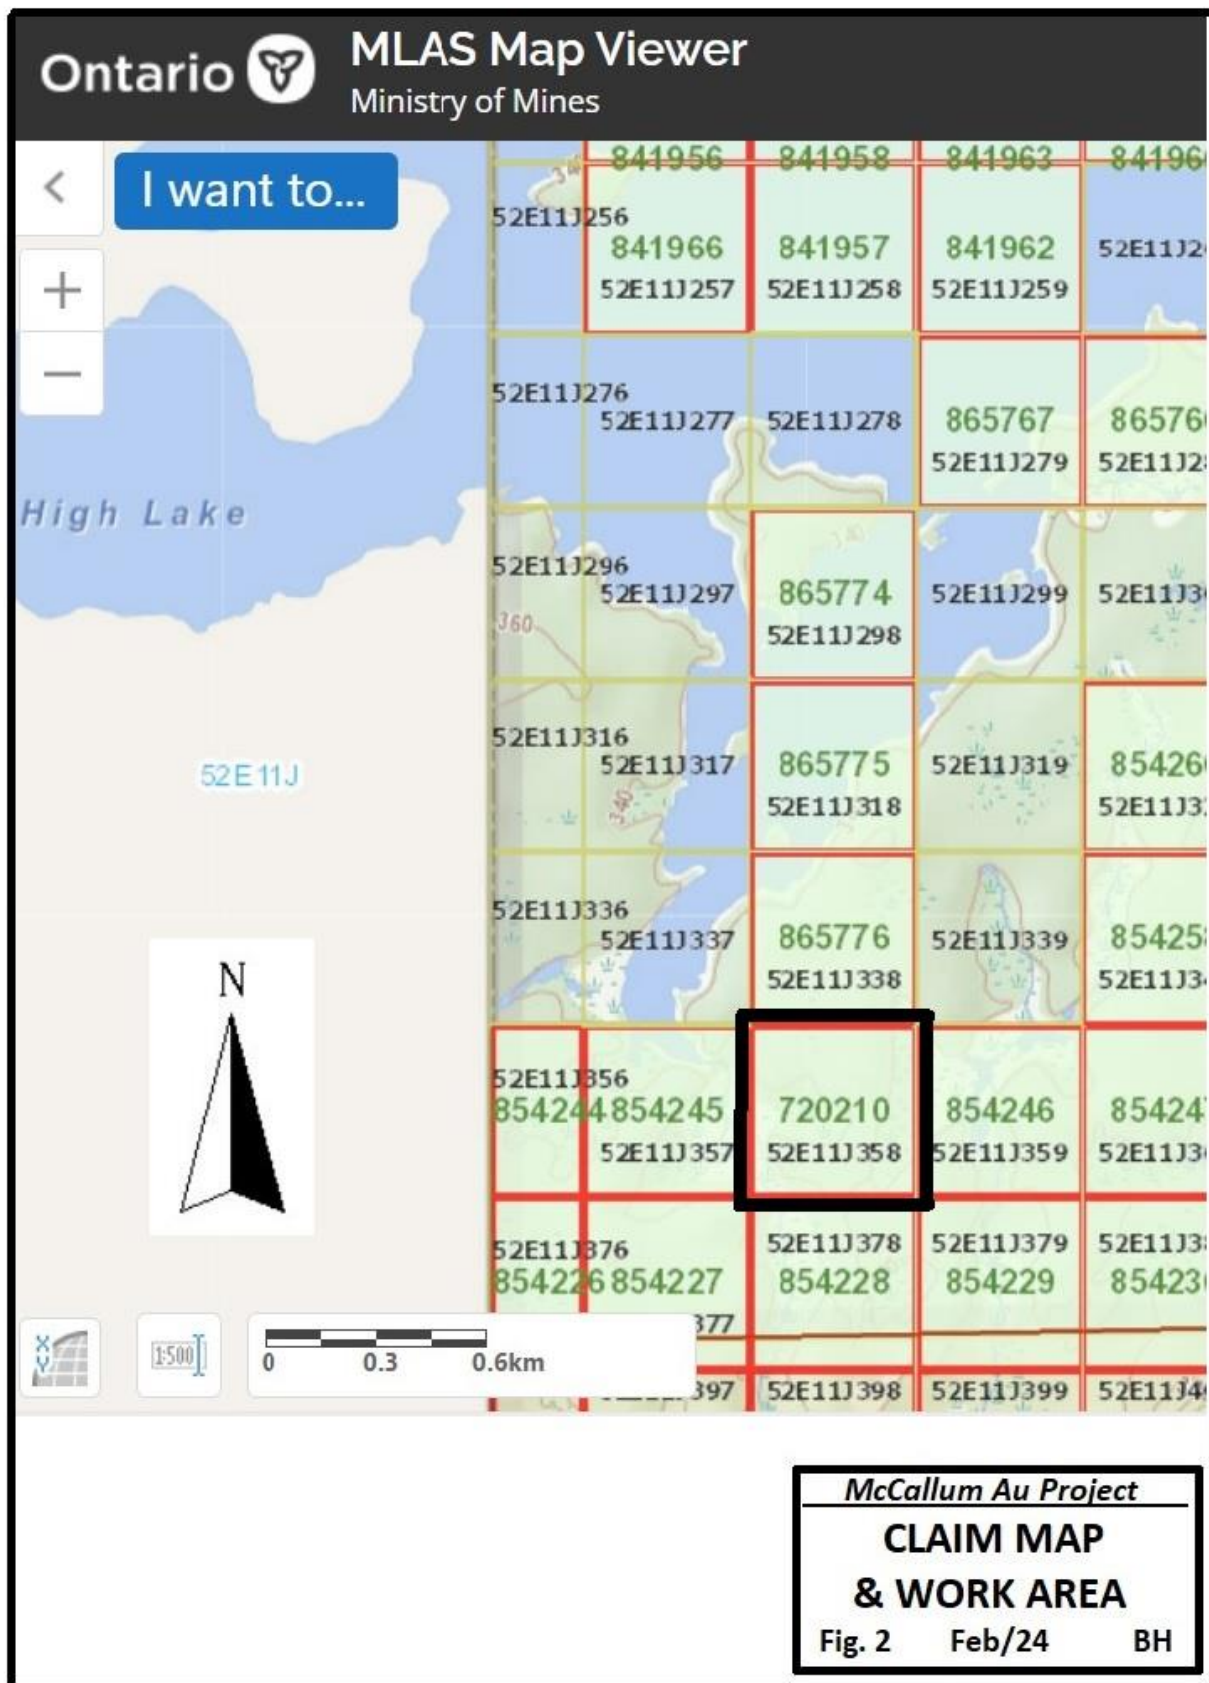 Ontario
MLAS Map Viewer
Ministry of Mines
I want to...
841956 841958 841963
52E11J256
841966 841957 841962
52E11J257 52E11J258 52E11J259
52E11J276
52E11J277 52E11J278 865767
52E11J279
High Lake
52E11J296
52E11J297 865774 52E11J299
360
52E11J298
52E11J316
52E11J317 865775 52E11J319
52E11J
340
52E11J318
52E11J336
52E11J337 865776 52E11J339
52E11J338
N
52E11J356
854244 854245 720210 854246
52E11J357 52E11J358 52E11J359
52E11J376 52E11J378 52E11J379
854226 854227 854228 854229
377
XY
1:500
0 0.3 0.6km
397 52E11J398 52E11J399
McCallum Au Project
CLAIM MAP
& WORK AREA
Fig. 2 Feb/24 BH